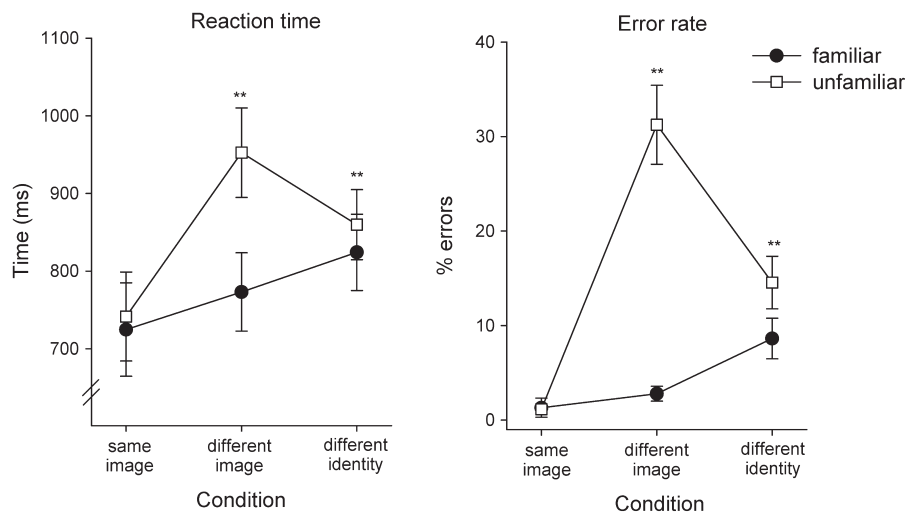 Reaction time
1100
1000
900
800
700
Time (ms)
**
**
same
image
different
image
different
identity
Condition
Error rate
40
30
20
10
0
% errors
**
**
same
image
different
image
different
identity
Condition
familiar
unfamiliar